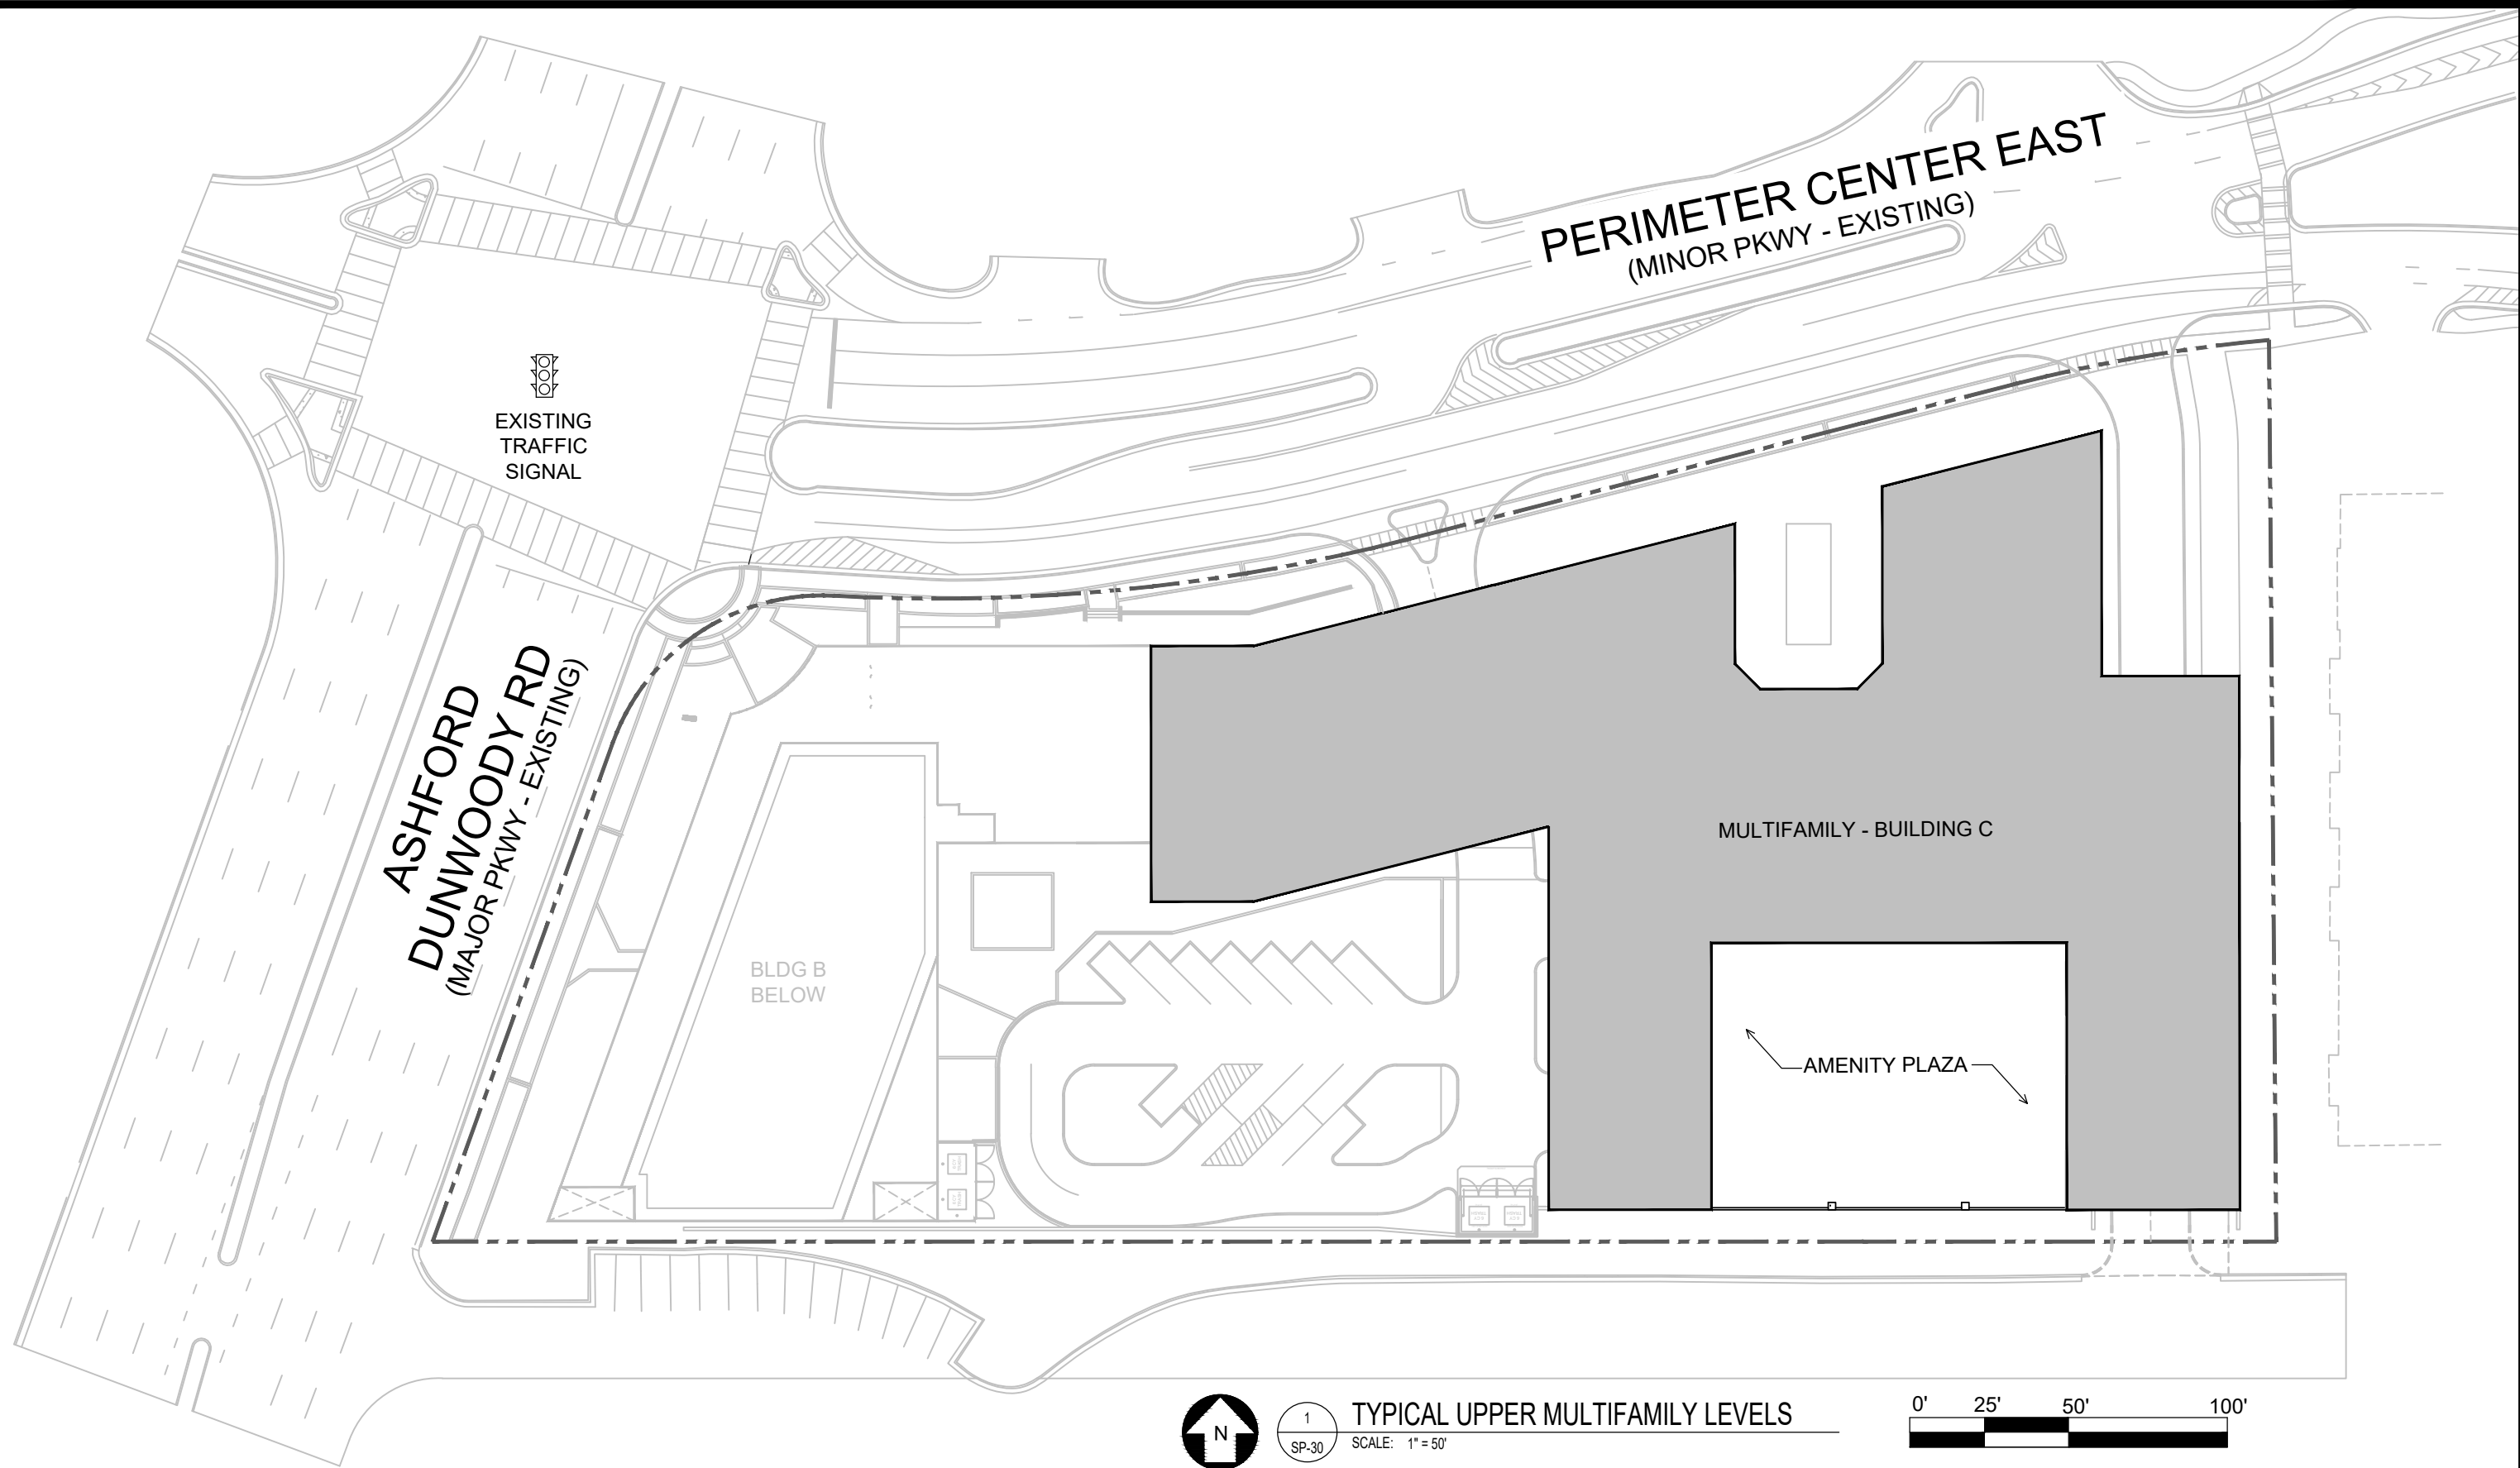 PERIMETER CENTER EAST
(MINOR PKWY - EXISTING)
EXISTING
TRAFFIC
SIGNAL
ASHFORD
DUNWOODY RD
(MAJOR PKWY - EXISTING)
MULTIFAMILY - BUILDING C
BLDG B
BELOW
AMENITY PLAZA
N
1
SP-30
TYPICAL UPPER MULTIFAMILY LEVELS
SCALE: 1" = 50'
0' 25' 50' 100'